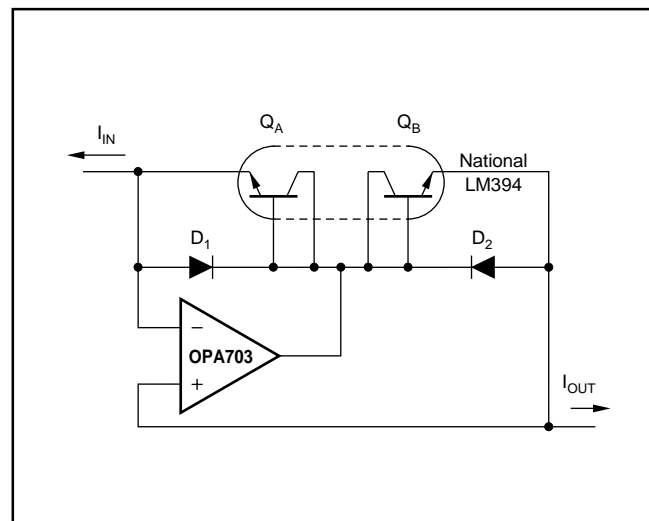 I_IN
Q_A
Q_B
National
LM394
D_1
D_2
−
OPA703
+
I_OUT